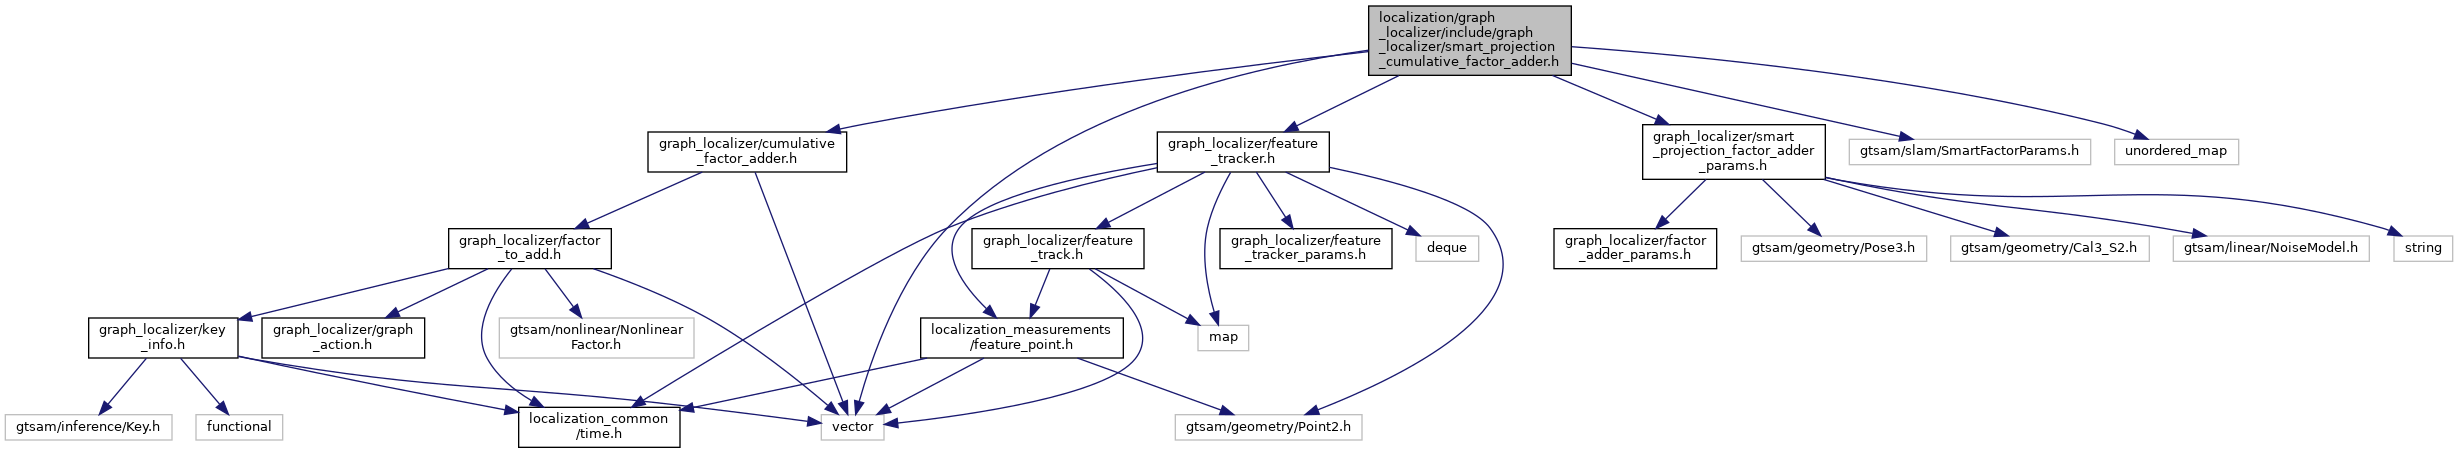 localization/graph
_localizer/include/graph
_localizer/smart_projection
_cumulative_factor_adder.h
graph_localizer/cumulative
_factor_adder.h
graph_localizer/feature
_tracker.h
graph_localizer/smart
_projection_factor_adder
_params.h
gtsam/slam/SmartFactorParams.h
unordered_map
graph_localizer/factor
_to_add.h
graph_localizer/feature
_track.h
graph_localizer/feature
_tracker_params.h
deque
graph_localizer/factor
_adder_params.h
gtsam/geometry/Pose3.h
gtsam/geometry/Cal3_S2.h
gtsam/linear/NoiseModel.h
string
graph_localizer/key
_info.h
graph_localizer/graph
_action.h
gtsam/nonlinear/Nonlinear
Factor.h
localization_measurements
/feature_point.h
map
gtsam/inference/Key.h
functional
localization_common
/time.h
vector
gtsam/geometry/Point2.h